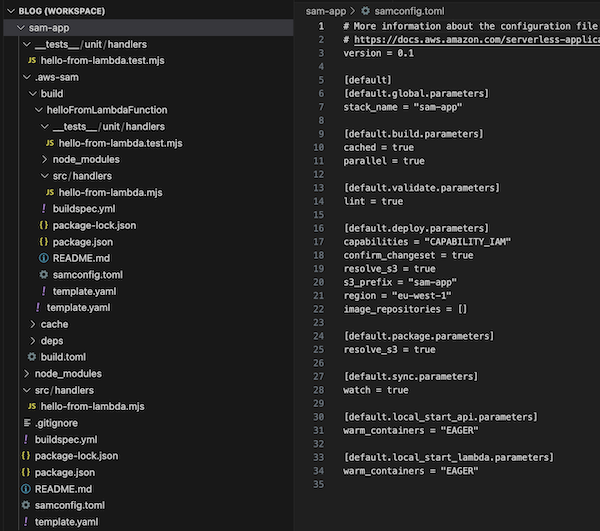 BLOG (WORKSPACE)
sam-app
__tests__/unit/handlers
JS hello-from-lambda.test.mjs
.aws-sam
build
helloFromLambdaFunction
__tests__/unit/handlers
JS hello-from-lambda.test.mjs
node_modules
src/handlers
JS hello-from-lambda.mjs
! buildspec.yml
{} package-lock.json
{} package.json
README.md
samconfig.toml
! template.yaml
! template.yaml
cache
deps
build.toml
node_modules
src/handlers
JS hello-from-lambda.mjs
.gitignore
! buildspec.yml
{} package-lock.json
{} package.json
README.md
samconfig.toml
! template.yaml
sam-app > samconfig.toml
1 # More information about the configuration file
2 # https://docs.aws.amazon.com/serverless-applica
3 version = 0.1
4
5 [default]
6 [default.global.parameters]
7 stack_name = "sam-app"
8
9 [default.build.parameters]
10 cached = true
11 parallel = true
12
13 [default.validate.parameters]
14 lint = true
15
16 [default.deploy.parameters]
17 capabilities = "CAPABILITY_IAM"
18 confirm_changeset = true
19 resolve_s3 = true
20 s3_prefix = "sam-app"
21 region = "eu-west-1"
22 image_repositories = []
23
24 [default.package.parameters]
25 resolve_s3 = true
26
27 [default.sync.parameters]
28 watch = true
29
30 [default.local_start_api.parameters]
31 warm_containers = "EAGER"
32
33 [default.local_start_lambda.parameters]
34 warm_containers = "EAGER"
35